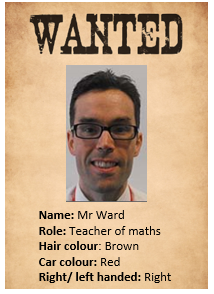 WANTED
Name: Mr Ward
Role: Teacher of maths
Hair colour: Brown
Car colour: Red
Right/ left handed: Right